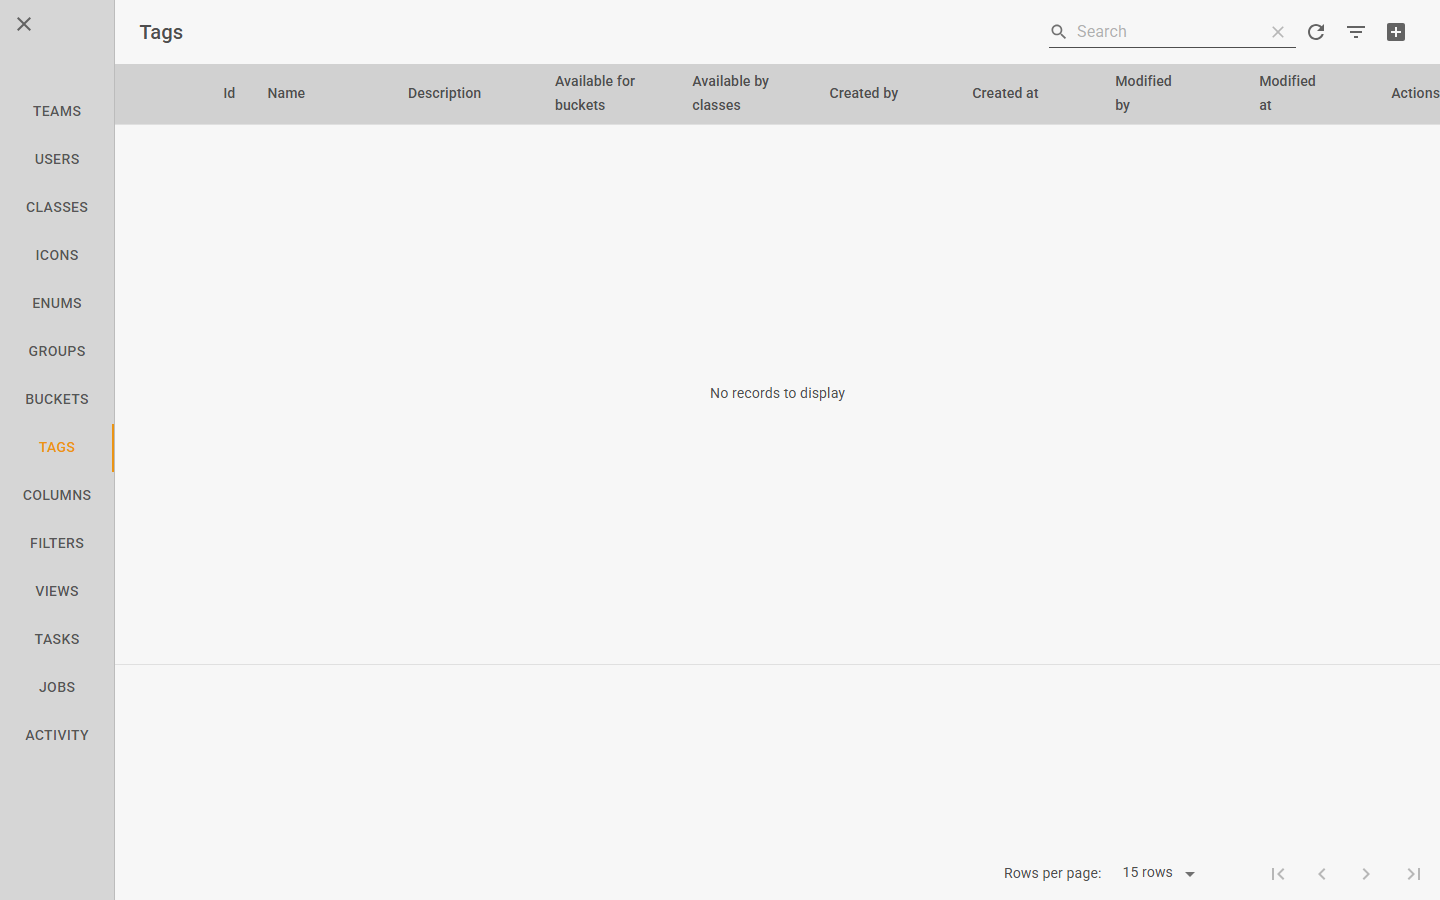 Tags
Search
TEAMS
USERS
CLASSES
ICONS
ENUMS
GROUPS
BUCKETS
TAGS
COLUMNS
FILTERS
VIEWS
TASKS
JOBS
ACTIVITY
Id
Name
Description
Available for
buckets
Available by
classes
Created by
Created at
Modified
by
Modified
at
Actions
No records to display
Rows per page:
15 rows